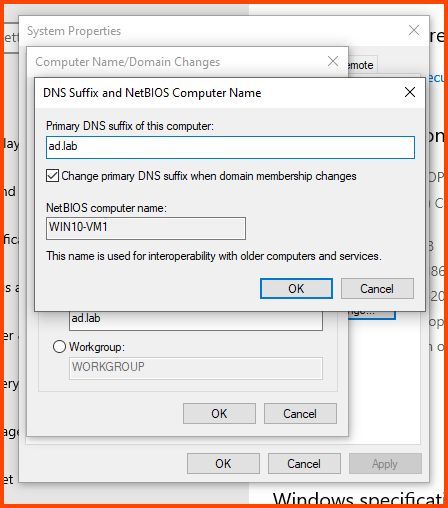 System Properties
Computer Name/Domain Changes
DNS Suffix and NetBIOS Computer Name
Primary DNS suffix of this computer:
ad.lab
Change primary DNS suffix when domain membership changes
NetBIOS computer name:
WIN10-VM1
This name is used for interoperability with older computers and services.
OK Cancel
ad.lab
Workgroup:
WORKGROUP
OK Cancel
OK Cancel Apply
Windows specificati